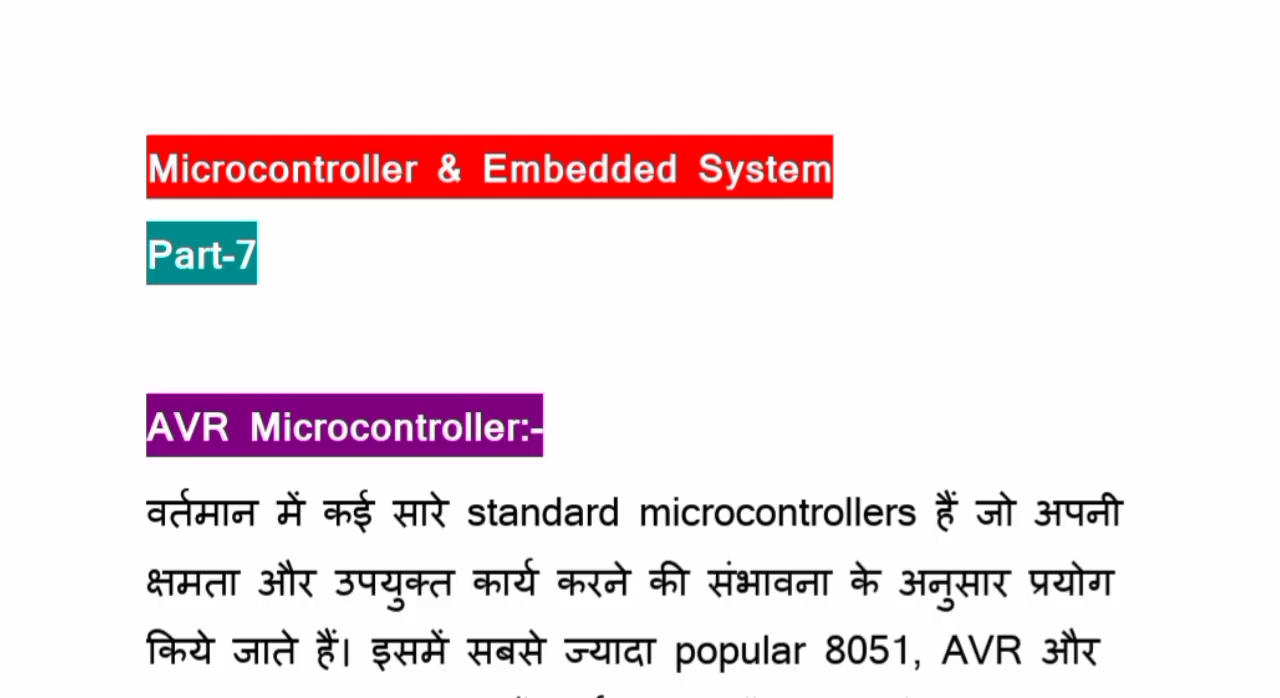 Microcontroller & Embedded System
Part-7
AVR Microcontroller:-
वर्तमान में कई सारे standard microcontrollers हैं जो अपनी
क्षमता और उपयुक्त कार्य करने की संभावना के अनुसार प्रयोग
किये जाते हैं। इसमें सबसे ज्यादा popular 8051, AVR और